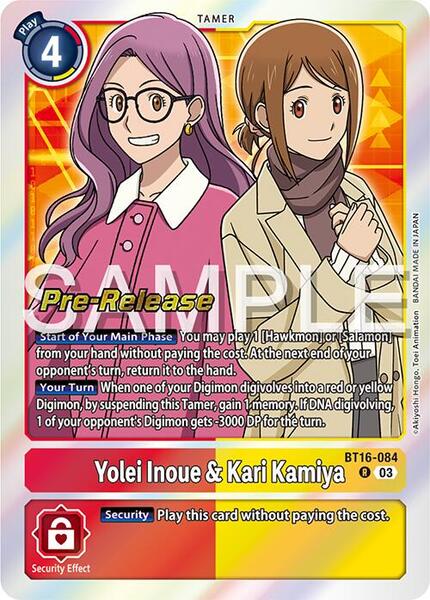 TAMER
Play
4
SAMPLE
Pre-Release
Start of Your Main Phase You may play 1 [Hawkmon] or [Salamon]
from your hand without paying the cost. At the next end of your
opponent's turn, return it to the hand.
Your Turn When one of your Digimon digivolves into a red or yellow
Digimon, by suspending this Tamer, gain 1 memory. If DNA digivolving,
1 of your opponent's Digimon gets -3000 DP for the turn.
©Akiyoshi Hongo, Toei Animation BANDAI MADE IN JAPAN
BT16-084
Yolei Inoue & Kari Kamiya
R 03
Security Play this card without paying the cost.
Security Effect